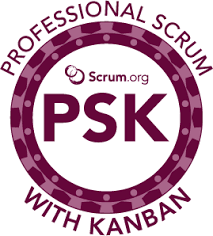 PROFESSIONAL SCRUM
Scrum.org
PSK
WITH KANBAN